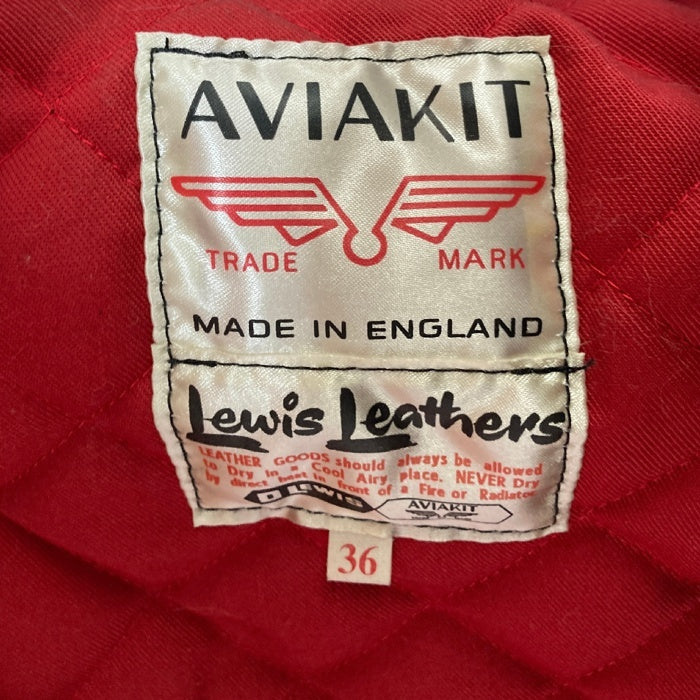 AVIAKIT
TRADE MARK
MADE IN ENGLAND
Lewis Leathers
LEATHER GOODS should always be allowed
to Dry in a Cool Airy place. NEVER Dry
by direct heat in front of a Fire or Radiator
D LEWIS
AVIAKIT
36